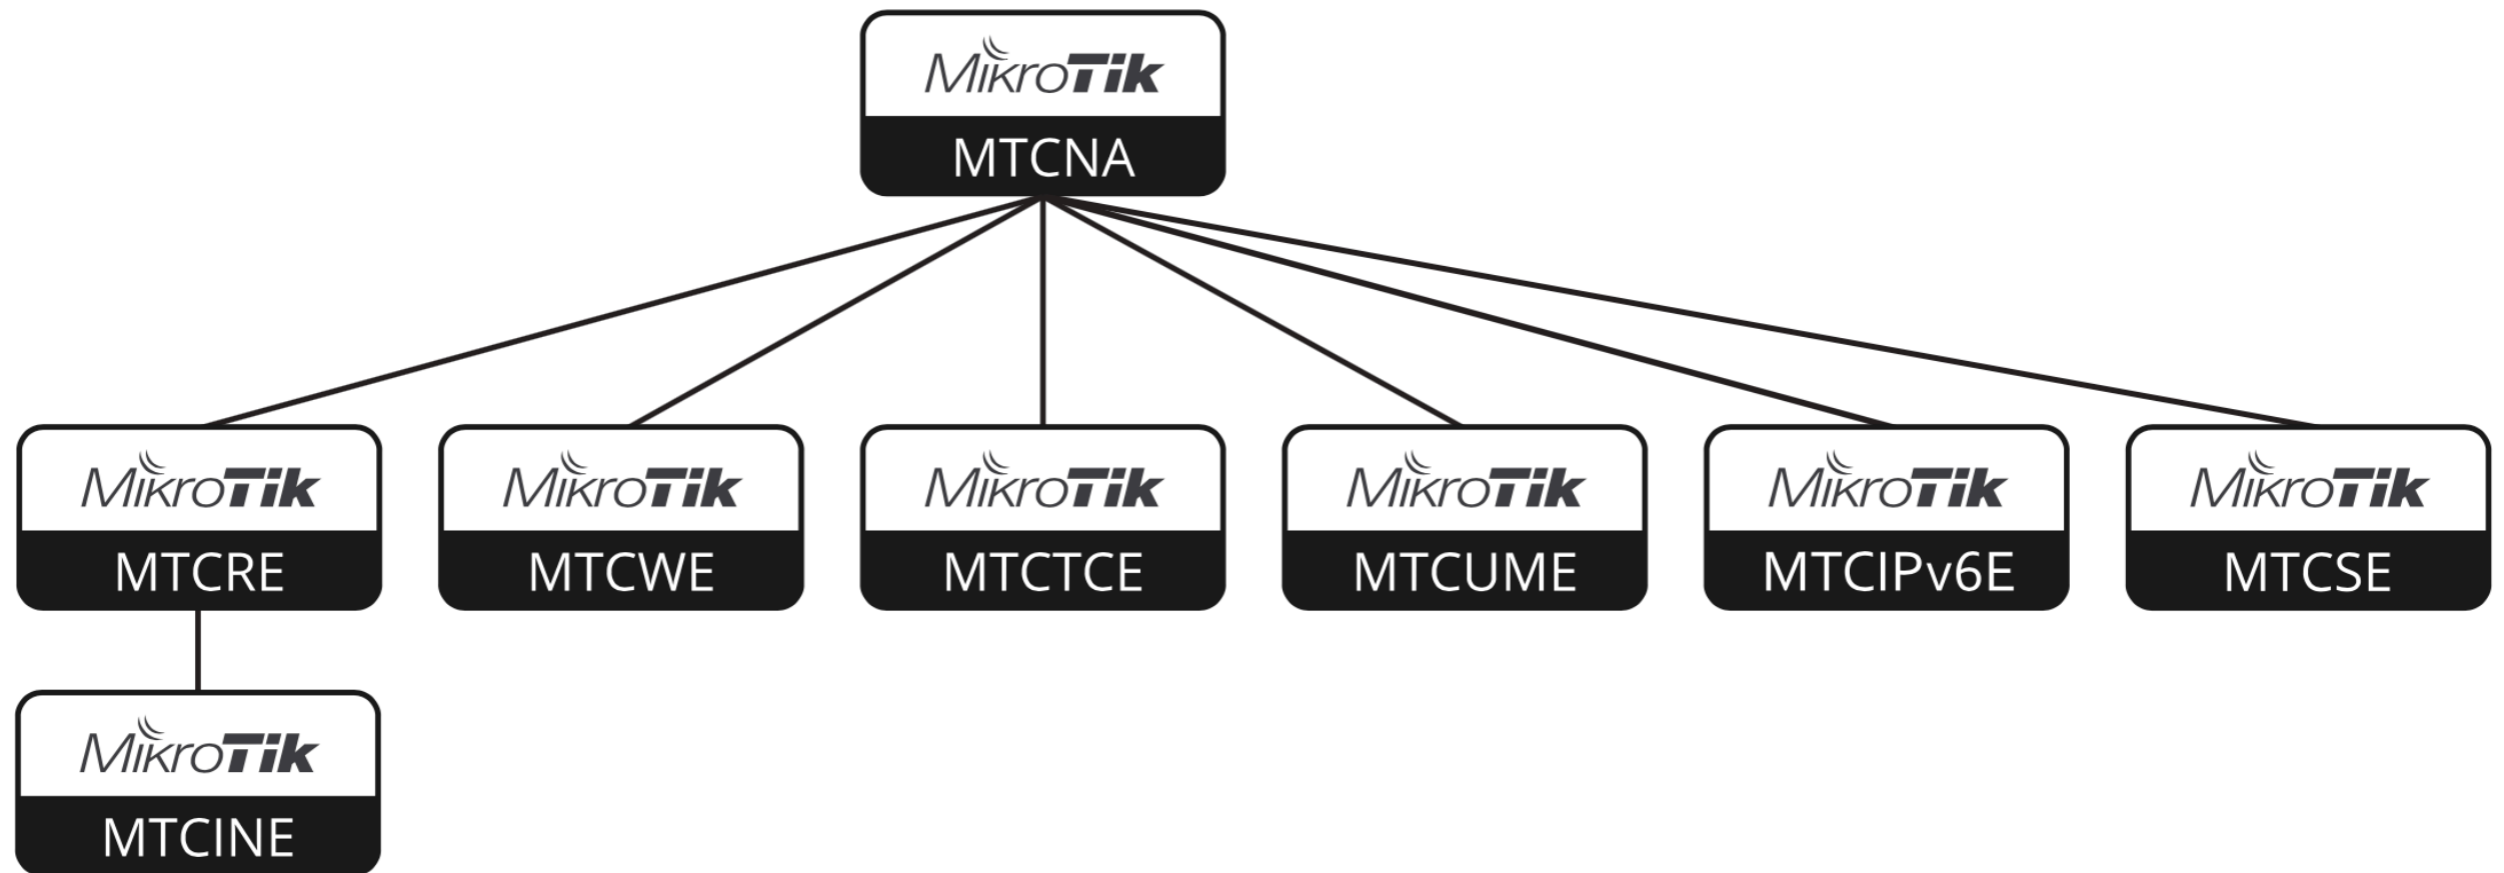 MikroTik
MTCNA
MikroTik
MTCRE
MikroTik
MTCWE
MikroTik
MTCTCE
MikroTik
MTCUME
MikroTik
MTCIPv6E
MikroTik
MTCSE
MikroTik
MTCINE